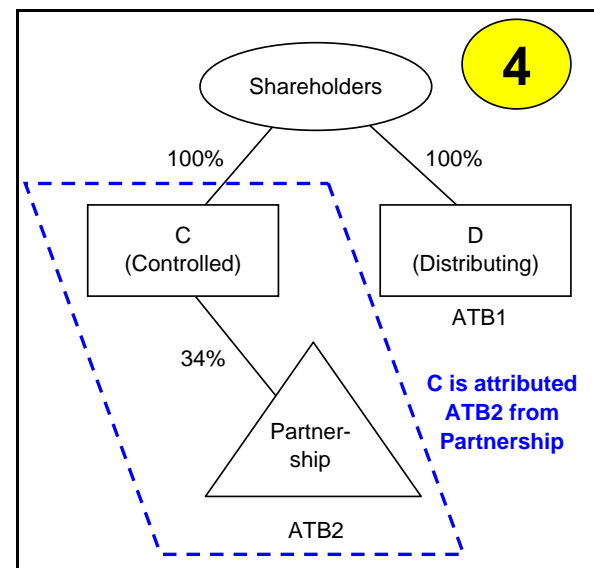 4
Shareholders
100%
100%
C
(Controlled)
D
(Distributing)
ATB1
34%
C is attributed
ATB2 from
Partnership
Partner-
ship
ATB2